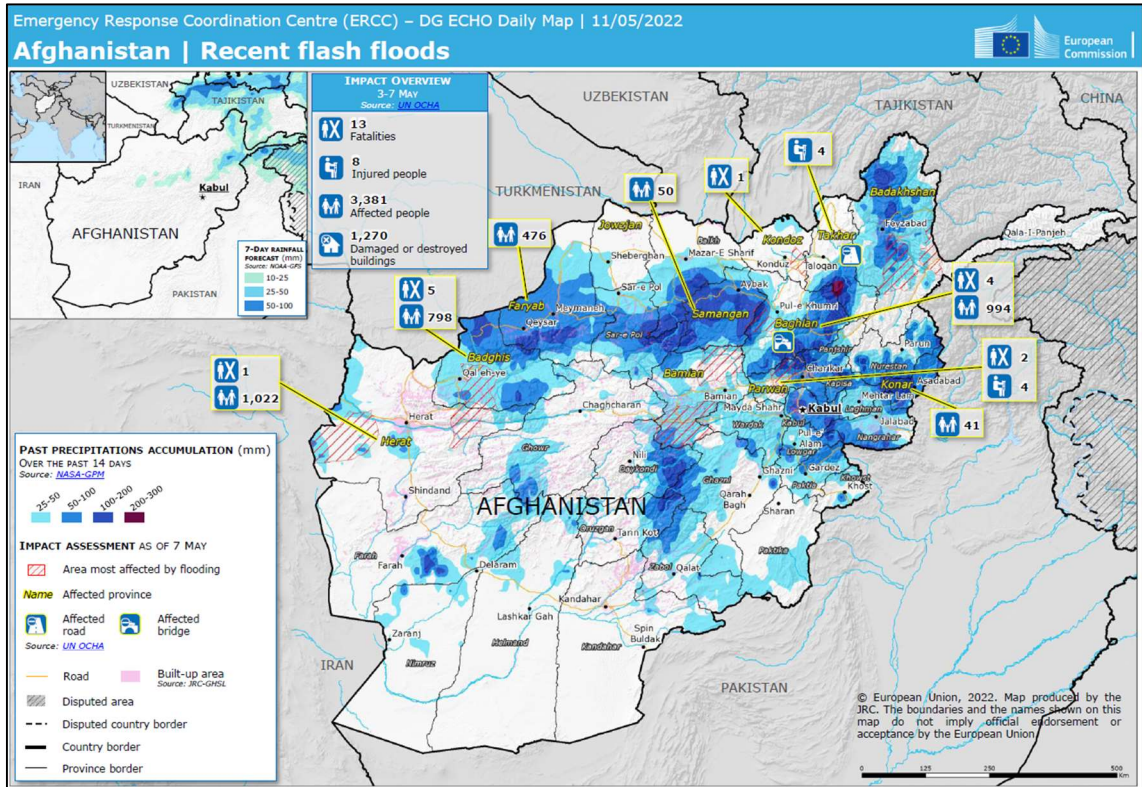 Emergency Response Coordination Centre (ERCC) – DG ECHO Daily Map | 11/05/2022
Afghanistan | Recent flash floods
European
Commission
UZBEKISTAN
TAJIKISTAN
TURKMENISTAN
IRAN
Kabul
AFGHANISTAN
PAKISTAN
7-DAY RAINFALL
FORECAST (mm)
Source: NOAA-GFS
10-25
25-50
50-100
IMPACT OVERVIEW
3-7 MAY
Source: UN OCHA
13
Fatalities
8
Injured people
3,381
Affected people
1,270
Damaged or destroyed
buildings
UZBEKISTAN
TAJIKISTAN
CHINA
TURKMENISTAN
4
1
50
476
5
798
1
1,022
4
994
2
4
41
Badakhshan
Feyzabad
Qala-I-Panjeh
Jowzjan
Balkh
Kondoz
Takhar
Sheberghan
Mazar-E Sharif
Konduz
Taloqan
Sar-e Pol
Aybak
Pul-e Khumri
Faryab
Meymaneh
Qeysar
Samangan
Baghlan
Sar-e Pol
Panjshir
Parun
Badghis
Qal'eh-ye
Bamian
Charikar
Nurestan
Kapisa
Asadabad
Parwan
Konar
Bamian
Mehtar Lam
Chaghcharan
Mayda Shahr
Kabul
Laghman
Jalabad
Herat
Wardak
Kabul
Pul-e
Alam
Nangrahar
Herat
Lowgar
Ghowr
Nili
Daykondi
Ghazni
Ghazni
Gardez
Paktia
Khowst
Khost
Shindand
Qarah
Bagh
Sharan
AFGHANISTAN
Oruzgan
Tarin Kot
Paktika
Farah
Farah
Delaram
Zabol
Qalat
Kandahar
Lashkar Gah
Zaranj
Spin
Buldak
Helmand
Kandahar
Nimruz
IRAN
PAKISTAN
PAST PRECIPITATIONS ACCUMULATION (mm)
OVER THE PAST 14 DAYS
Source: NASA-GPM
25-50
50-100
100-200
200-300
IMPACT ASSESSMENT AS OF 7 MAY
Area most affected by flooding
Name Affected province
Affected
road
Affected
bridge
Source: UN OCHA
Road
Built-up area
Source: JRC-GHSL
Disputed area
Disputed country border
Country border
Province border
© European Union, 2022. Map produced by the
JRC. The boundaries and the names shown on this
map do not imply official endorsement or
acceptance by the European Union.
0 125 250 500
Km